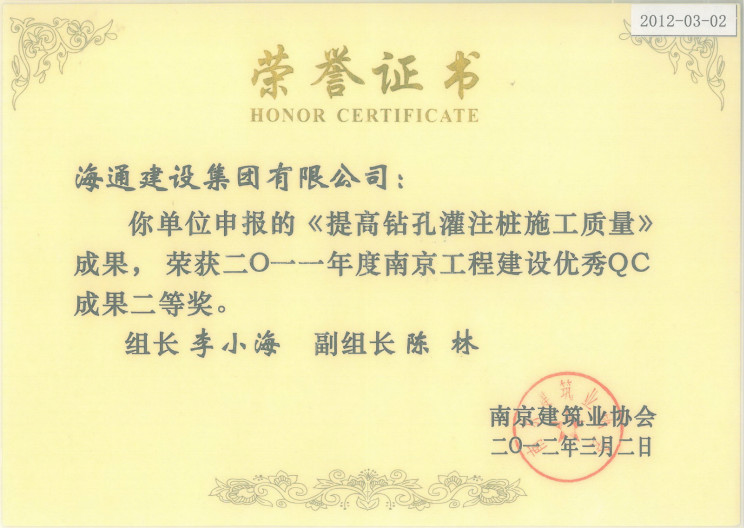 2012-03-02
荣誉证书
HONOR CERTIFICATE
海通建设集团有限公司：
你单位申报的《提高钻孔灌注桩施工质量》
成果，荣获二〇一一年度南京工程建设优秀QC
成果二等奖。
组长 李小海 副组长 陈 林
南京建筑业协会
二〇一二年三月二日